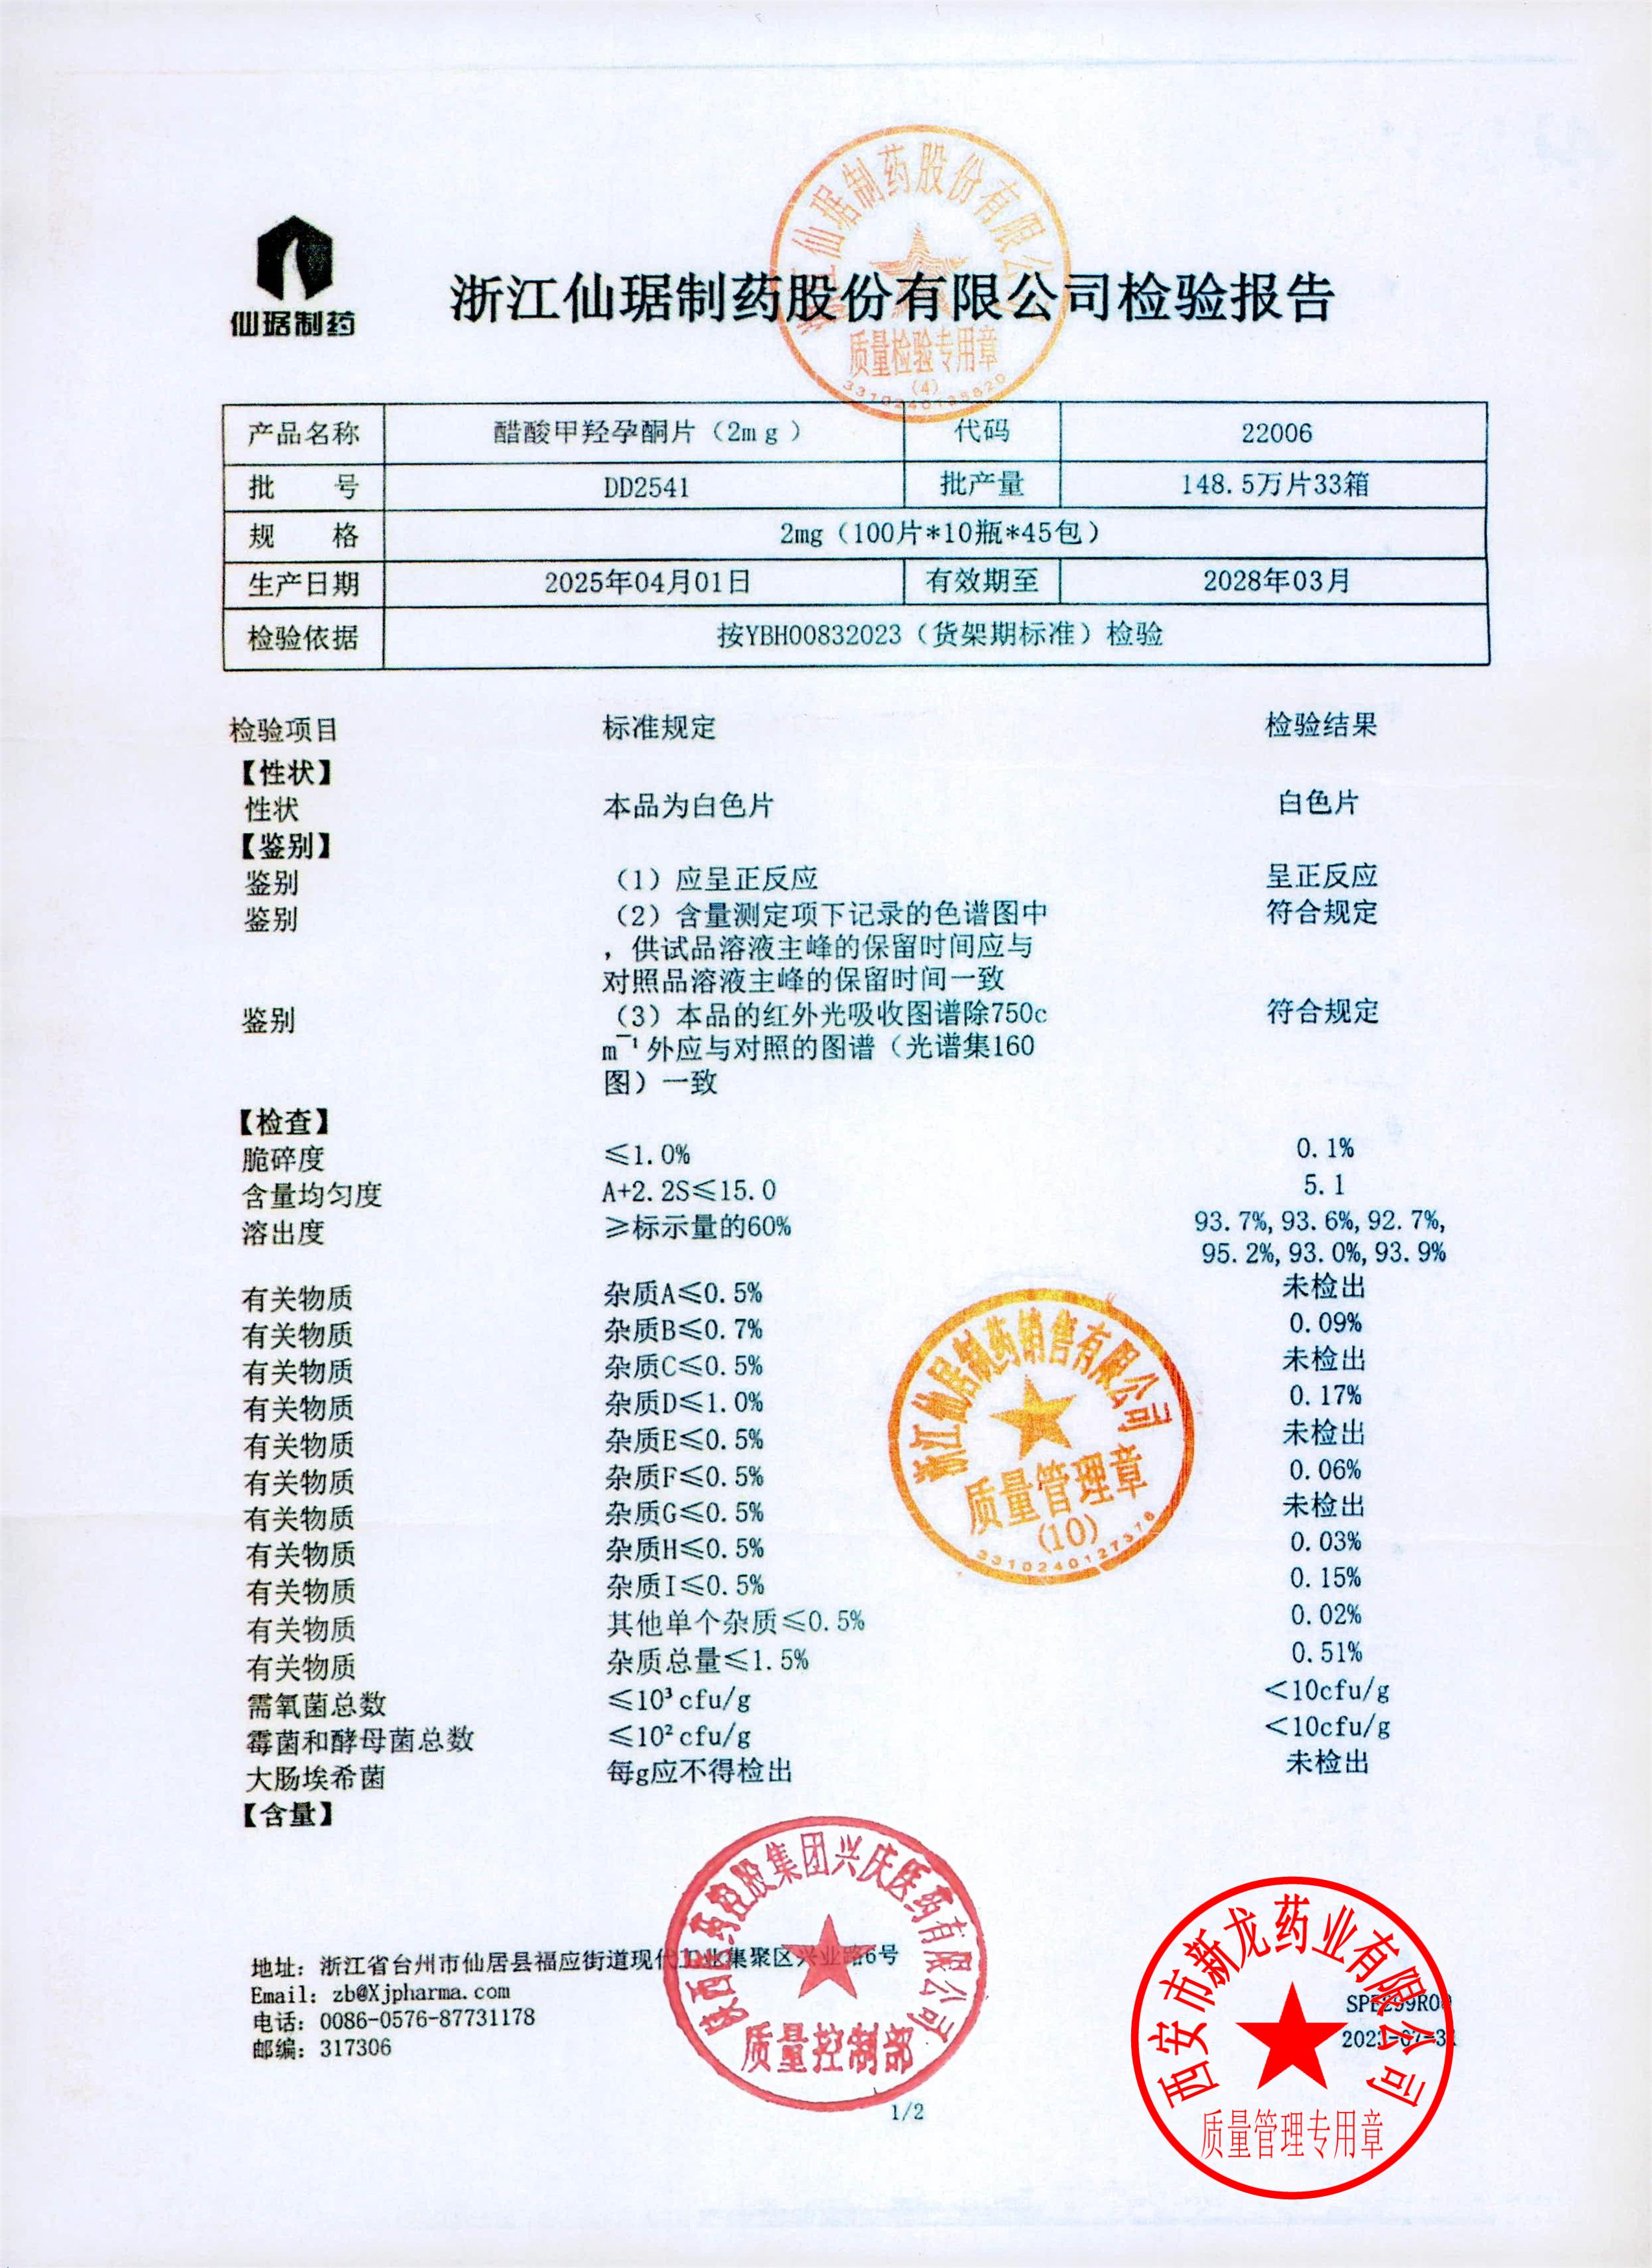 浙江仙琚制药股份有限公司
质量检验专用章
(4)
仙琚制药
浙江仙琚制药股份有限公司检验报告
产品名称 醋酸甲羟孕酮片（2mg） 代码 22006
批 号 DD2541 批产量 148.5万片33箱
规 格 2mg（100片*10瓶*45包）
生产日期 2025年04月01日 有效期至 2028年03月
检验依据 按YBH00832023（货架期标准）检验
检验项目 标准规定 检验结果
【性状】
性状 本品为白色片 白色片
【鉴别】
鉴别 （1）应呈正反应 呈正反应
鉴别 （2）含量测定项下记录的色谱图中 符合规定
，供试品溶液主峰的保留时间应与
对照品溶液主峰的保留时间一致
鉴别 （3）本品的红外光吸收图谱除750c 符合规定
m⁻¹外应与对照的图谱（光谱集160
图）一致
【检查】
脆碎度 ≤1.0% 0.1%
含量均匀度 A+2.2S≤15.0 5.1
溶出度 ≥标示量的60% 93.7%,93.6%,92.7%,
95.2%,93.0%,93.9%
有关物质 杂质A≤0.5% 未检出
有关物质 杂质B≤0.7% 0.09%
有关物质 杂质C≤0.5% 未检出
有关物质 杂质D≤1.0% 0.17%
有关物质 杂质E≤0.5% 未检出
有关物质 杂质F≤0.5% 0.06%
有关物质 杂质G≤0.5% 未检出
有关物质 杂质H≤0.5% 0.03%
有关物质 杂质I≤0.5% 0.15%
有关物质 其他单个杂质≤0.5% 0.02%
有关物质 杂质总量≤1.5% 0.51%
需氧菌总数 ≤10³cfu/g <10cfu/g
霉菌和酵母菌总数 ≤10²cfu/g <10cfu/g
大肠埃希菌 每g应不得检出 未检出
【含量】
浙江仙居制药销售有限公司
质量管理章
(10)
3310240127376
陕西医药控股集团兴庆医药有限公司
质量控制部
西安市新龙药业有限公司
质量管理专用章
地址：浙江省台州市仙居县福应街道现代工业集聚区兴业路6号
Email：zb@Xjpharma.com
电话：0086-0576-87731178
邮编：317306
1/2